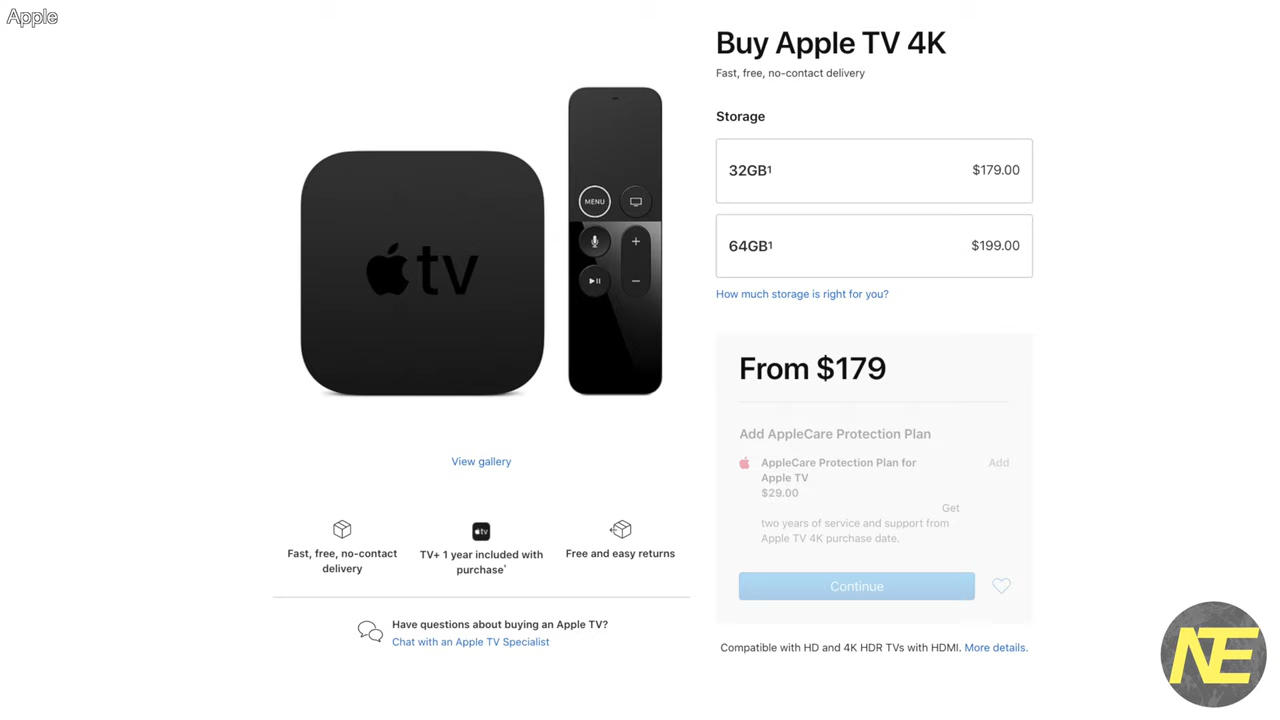 Apple
Buy Apple TV 4K
Fast, free, no-contact delivery
Storage
32GB¹ $179.00
64GB¹ $199.00
How much storage is right for you?
tv
MENU
From $179
Add AppleCare Protection Plan
AppleCare Protection Plan for Add
Apple TV
$29.00
Get
two years of service and support from
Apple TV 4K purchase date.
Continue
View gallery
Fast, free, no-contact
delivery
tv
TV+ 1 year included with
purchase
Free and easy returns
Have questions about buying an Apple TV?
Chat with an Apple TV Specialist
Compatible with HD and 4K HDR TVs with HDMI. More details.
NE